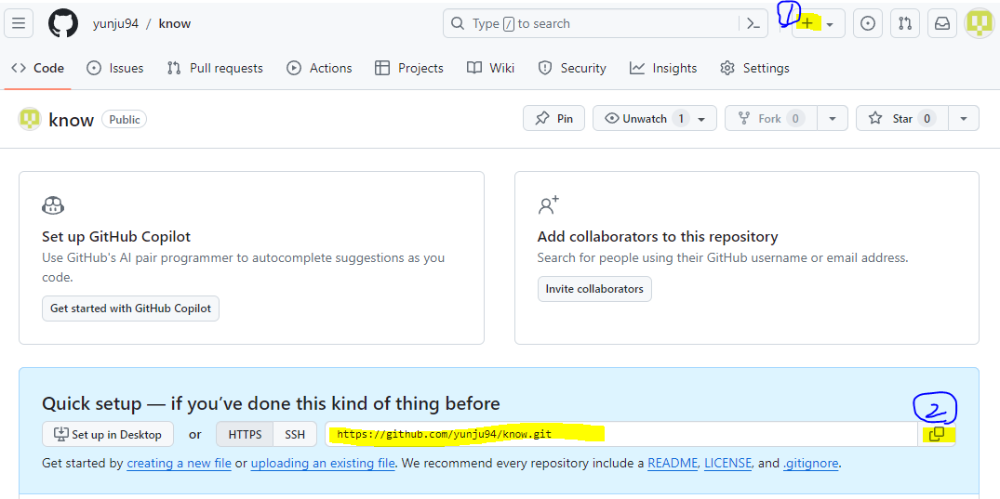 yunju94 / know
Type / to search
1
+
Code
Issues
Pull requests
Actions
Projects
Wiki
Security
Insights
Settings
know Public
Pin
Unwatch 1
Fork 0
Star 0
Set up GitHub Copilot
Use GitHub's AI pair programmer to autocomplete suggestions as you
code.
Get started with GitHub Copilot
Add collaborators to this repository
Search for people using their GitHub username or email address.
Invite collaborators
Quick setup — if you've done this kind of thing before
2
Set up in Desktop or HTTPS SSH https://github.com/yunju94/know.git
Get started by creating a new file or uploading an existing file. We recommend every repository include a README, LICENSE, and .gitignore.